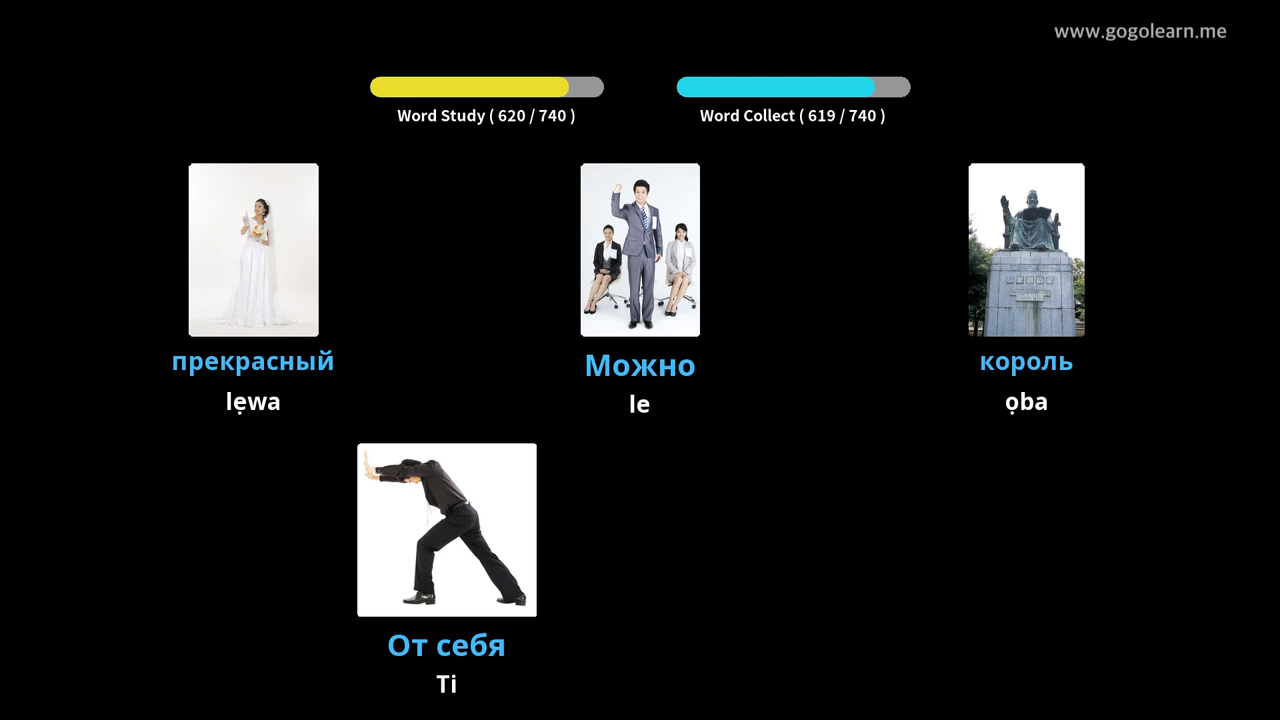 www.gogolearn.me
Word Study ( 620 / 740 )
Word Collect ( 619 / 740 )
прекрасный
lẹwa
Можно
le
король
ọba
От себя
Ti